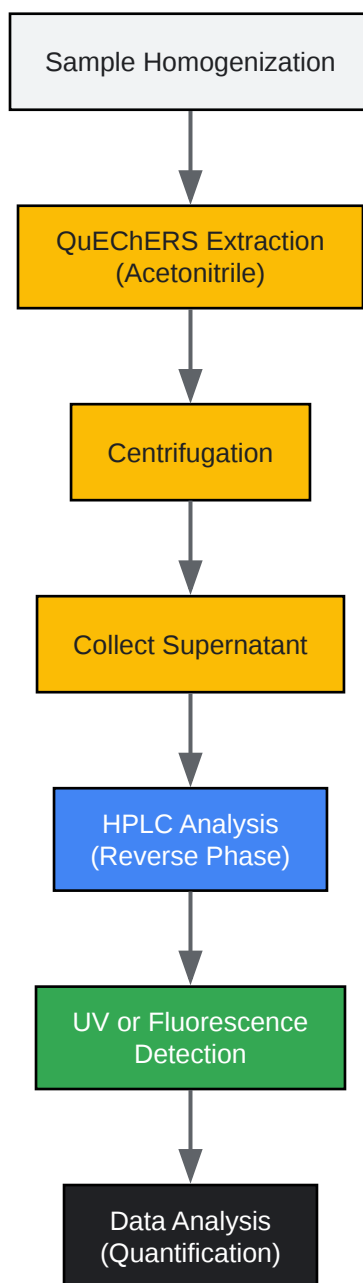 Sample Homogenization
QuEChERS Extraction
(Acetonitrile)
Centrifugation
Collect Supernatant
HPLC Analysis
(Reverse Phase)
UV or Fluorescence
Detection
Data Analysis
(Quantification)